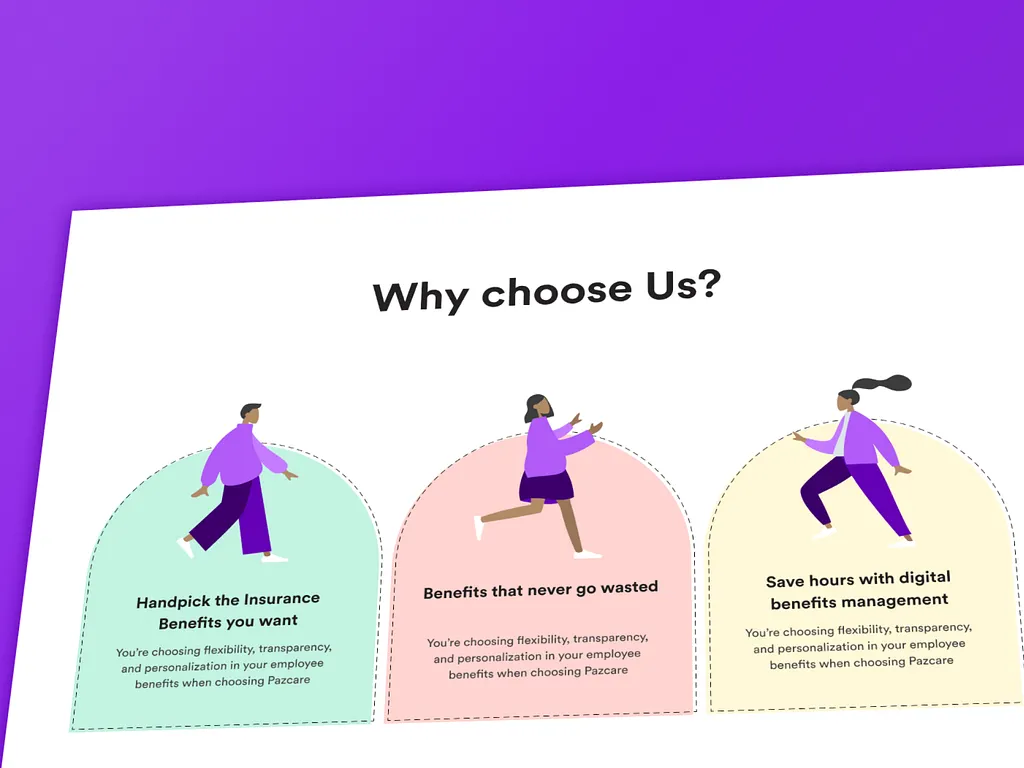 Why choose Us?
Handpick the Insurance
Benefits you want
You're choosing flexibility, transparency,
and personalization in your employee
benefits when choosing Pazcare
Benefits that never go wasted
You're choosing flexibility, transparency,
and personalization in your employee
benefits when choosing Pazcare
Save hours with digital
benefits management
You're choosing flexibility, transparency,
and personalization in your employee
benefits when choosing Pazcare